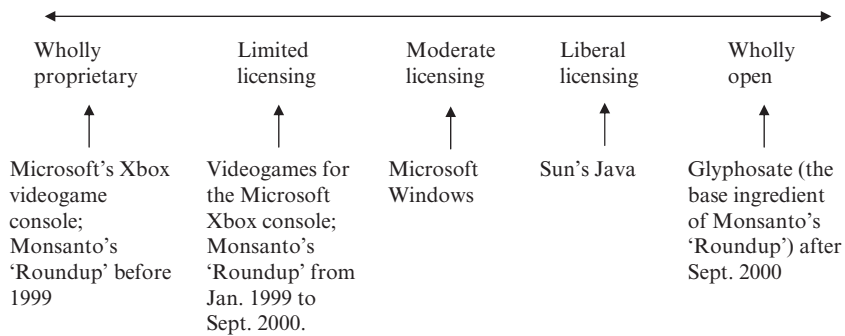 Wholly
proprietary
Limited
licensing
Moderate
licensing
Liberal
licensing
Wholly
open
Microsoft’s Xbox
videogame
console;
Monsanto’s
‘Roundup’ before
1999
Videogames for
the Microsoft
Xbox console;
Monsanto’s
‘Roundup’ from
Jan. 1999 to
Sept. 2000.
Microsoft
Windows
Sun’s Java
Glyphosate (the
base ingredient
of Monsanto’s
‘Roundup’) after
Sept. 2000